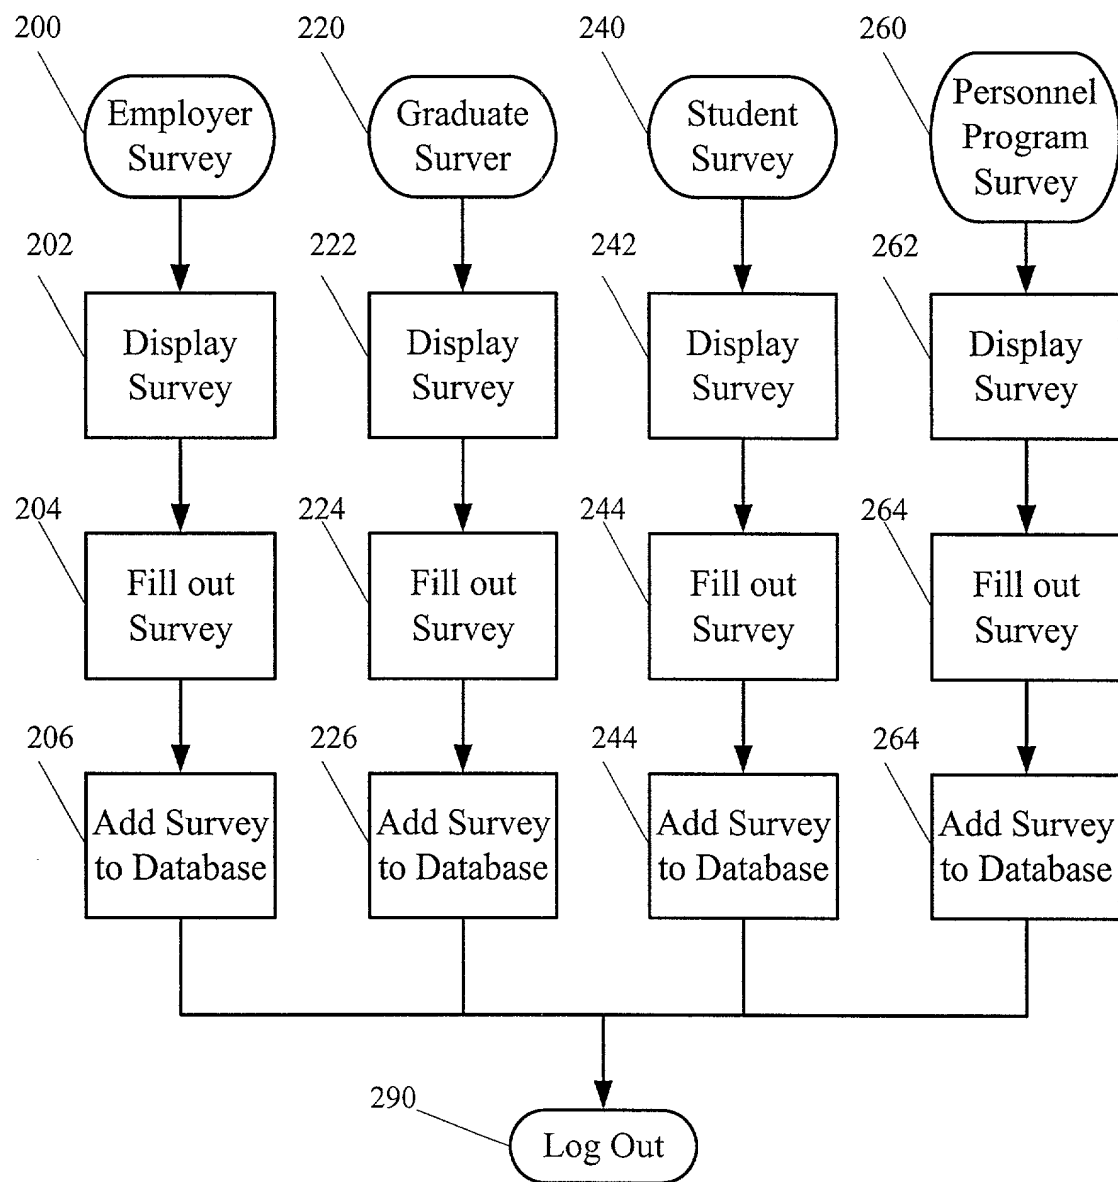 200
220
240
260
Employer
Survey
Graduate
Surver
Student
Survey
Personnel
Program
Survey
202
222
242
262
Display
Survey
Display
Survey
Display
Survey
Display
Survey
204
224
244
264
Fill out
Survey
Fill out
Survey
Fill out
Survey
Fill out
Survey
206
226
244
264
Add Survey
to Database
Add Survey
to Database
Add Survey
to Database
Add Survey
to Database
290
Log Out